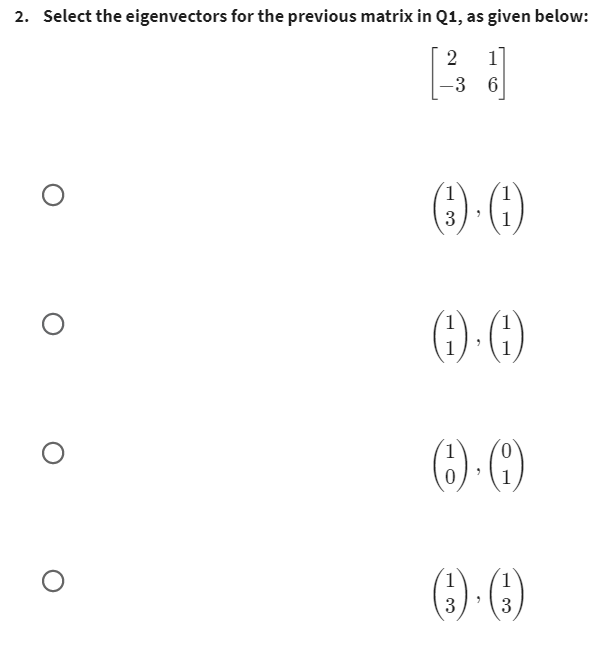 2. Select the eigenvectors for the previous matrix in Q1, as given below:
2 1
−3 6
1 , 1
3 1
1 , 1
1 1
1 , 0
0 1
1 , 1
3 3